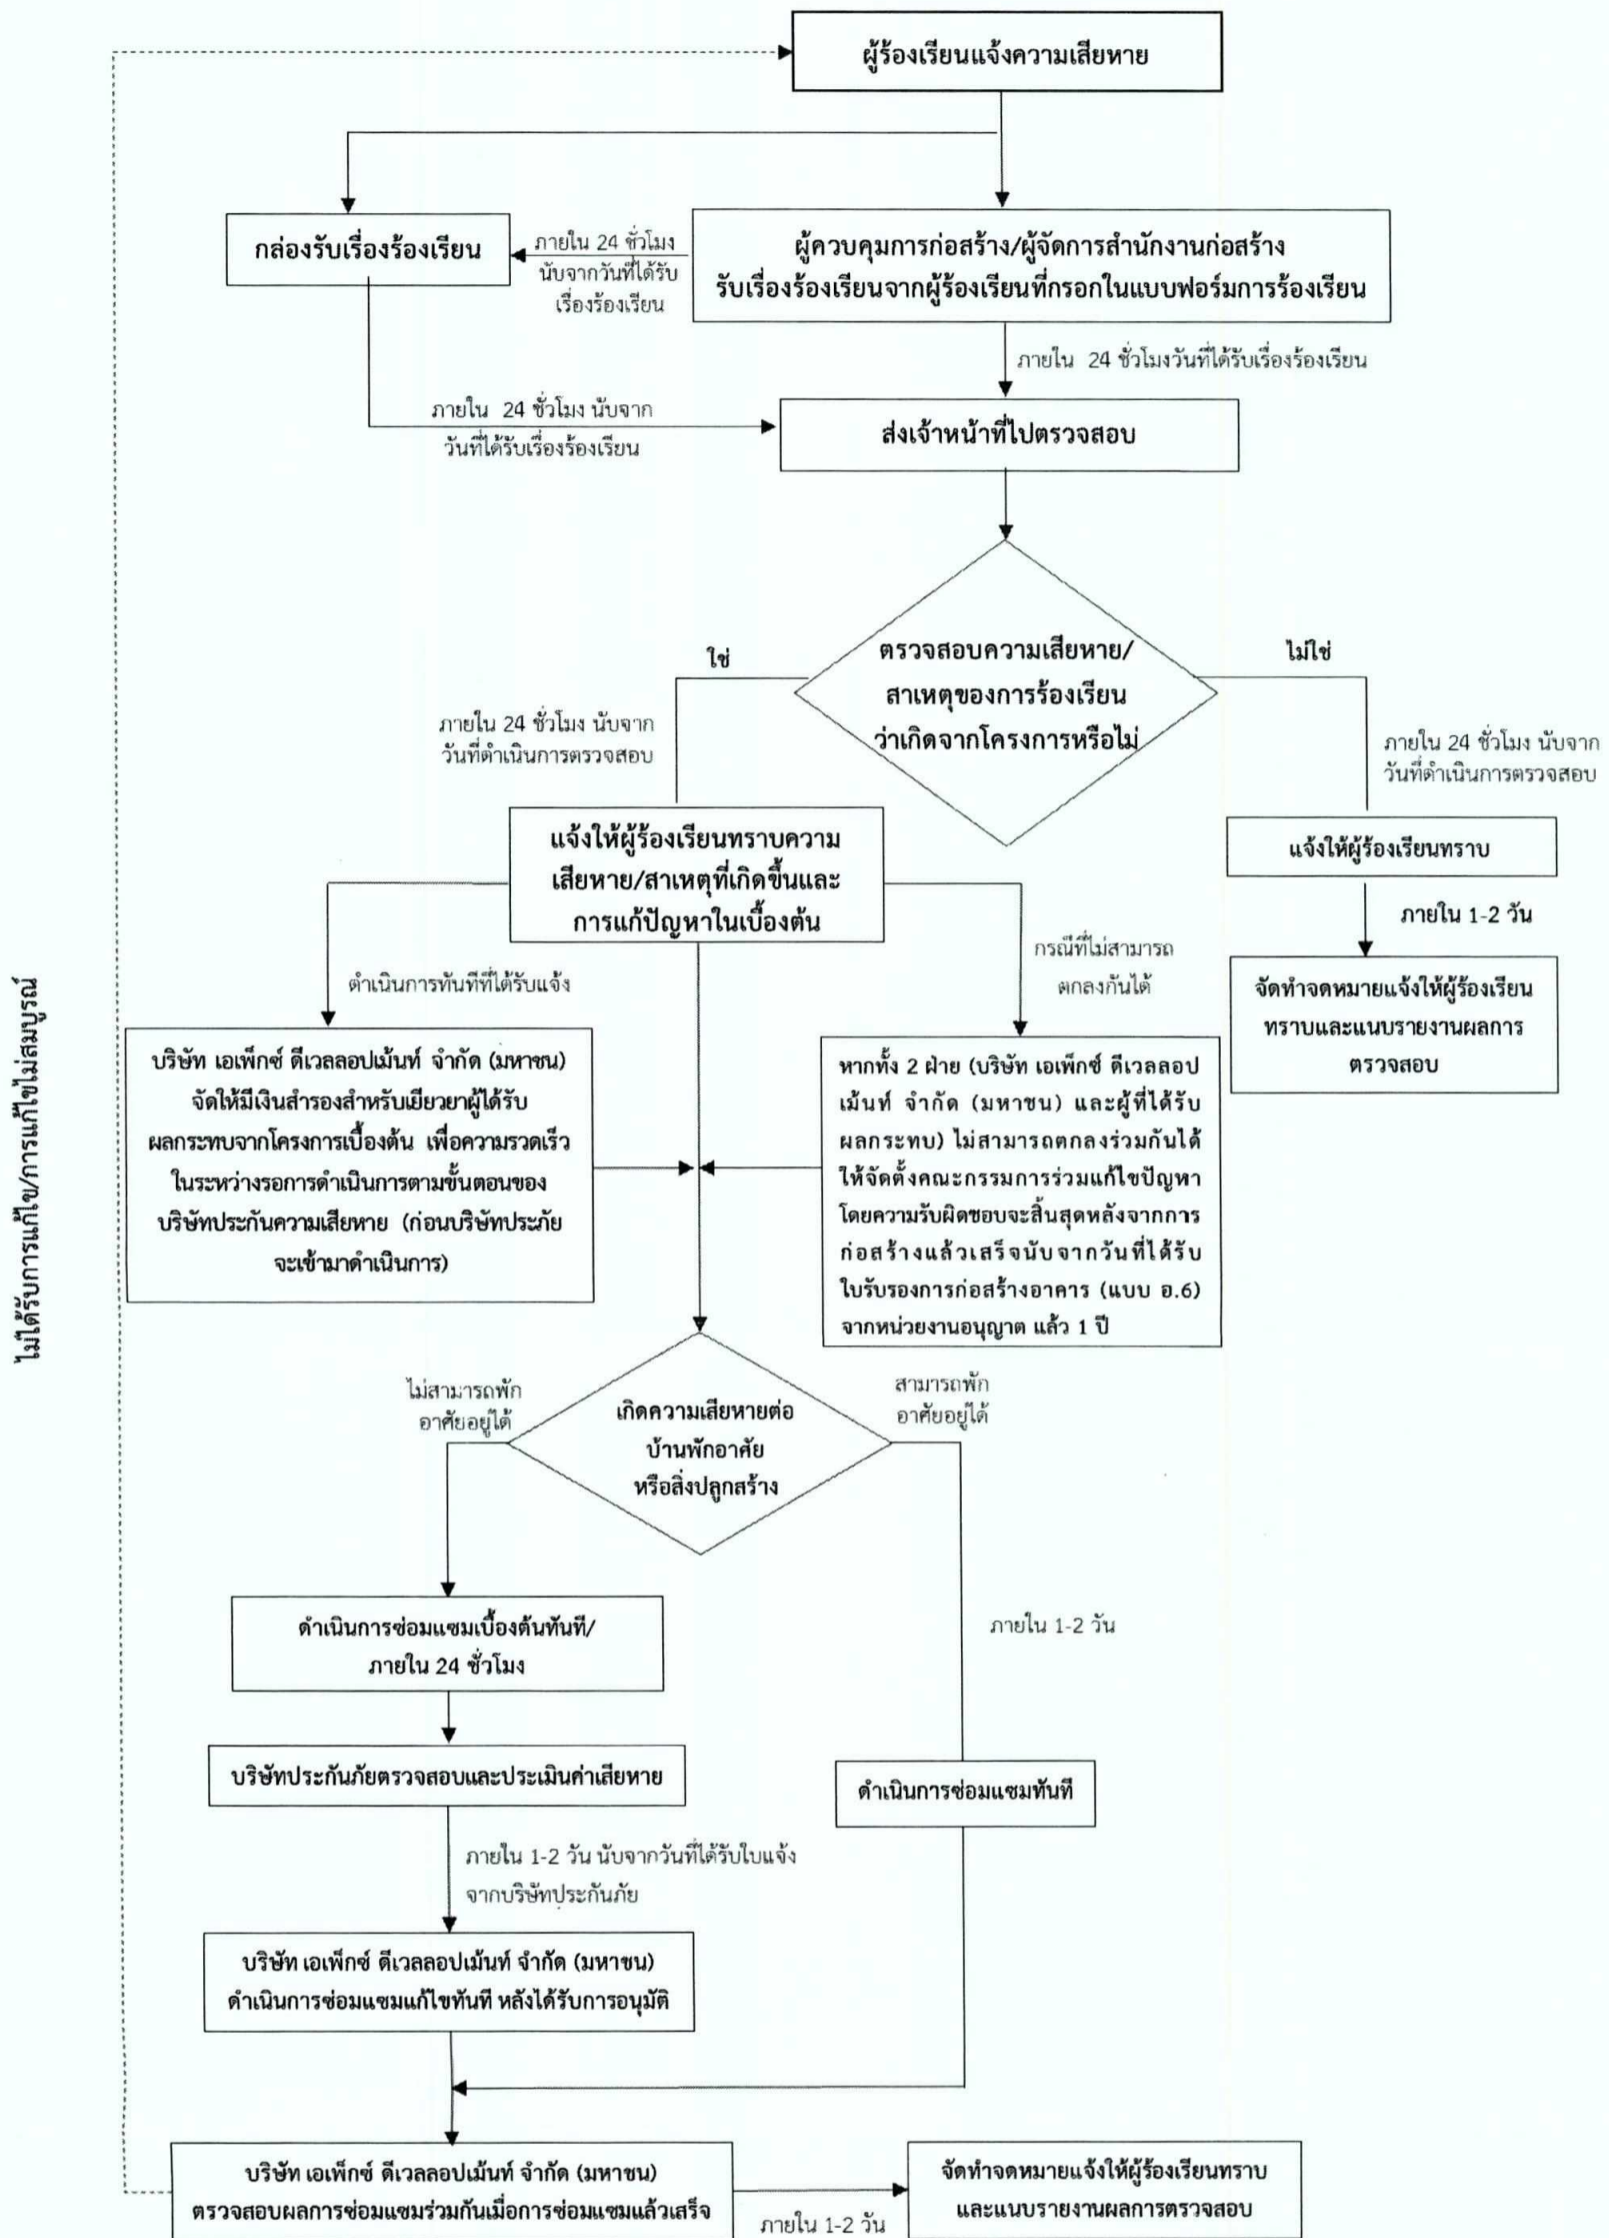 ผู้ร้องเรียนแจ้งความเสียหาย
กล่องรับเรื่องร้องเรียน
ภายใน 24 ชั่วโมง
นับจากวันที่ได้รับ
เรื่องร้องเรียน
ผู้ควบคุมการก่อสร้าง/ผู้จัดการสำนักงานก่อสร้าง
รับเรื่องร้องเรียนจากผู้ร้องเรียนที่กรอกในแบบฟอร์มการร้องเรียน
ภายใน 24 ชั่วโมงวันที่ได้รับเรื่องร้องเรียน
ภายใน 24 ชั่วโมง นับจาก
วันที่ได้รับเรื่องร้องเรียน
ส่งเจ้าหน้าที่ไปตรวจสอบ
ตรวจสอบความเสียหาย/
สาเหตุของการร้องเรียน
ว่าเกิดจากโครงการหรือไม่
ใช่
ไม่ใช่
ภายใน 24 ชั่วโมง นับจาก
วันที่ดำเนินการตรวจสอบ
ภายใน 24 ชั่วโมง นับจาก
วันที่ดำเนินการตรวจสอบ
แจ้งให้ผู้ร้องเรียนทราบความ
เสียหาย/สาเหตุที่เกิดขึ้นและ
การแก้ปัญหาในเบื้องต้น
แจ้งให้ผู้ร้องเรียนทราบ
ภายใน 1-2 วัน
จัดทำจดหมายแจ้งให้ผู้ร้องเรียน
ทราบและแนบรายงานผลการ
ตรวจสอบ
ดำเนินการทันทีที่ได้รับแจ้ง
กรณีที่ไม่สามารถ
ตกลงกันได้
บริษัท เอเพ็กซ์ ดีเวลลอปเม้นท์ จำกัด (มหาชน)
จัดให้มีเงินสำรองสำหรับเยียวยาผู้ได้รับ
ผลกระทบจากโครงการเบื้องต้น เพื่อความรวดเร็ว
ในระหว่างรอการดำเนินการตามขั้นตอนของ
บริษัทประกันความเสียหาย (ก่อนบริษัทประกัย
จะเข้ามาดำเนินการ)
หากทั้ง 2 ฝ่าย (บริษัท เอเพ็กซ์ ดีเวลลอป
เม้นท์ จำกัด (มหาชน) และผู้ที่ได้รับ
ผลกระทบ) ไม่สามารถตกลงร่วมกันได้
ให้จัดตั้งคณะกรรมการร่วมแก้ไขปัญหา
โดยความรับผิดชอบจะสิ้นสุดหลังจากการ
ก่อสร้างแล้วเสร็จนับจากวันที่ได้รับ
ใบรับรองการก่อสร้างอาคาร (แบบ อ.6)
จากหน่วยงานอนุญาต แล้ว 1 ปี
ไม่ได้รับการแก้ไข/การแก้ไขไม่สมบูรณ์
เกิดความเสียหายต่อ
บ้านพักอาศัย
หรือสิ่งปลูกสร้าง
ไม่สามารถพัก
อาศัยอยู่ได้
สามารถพัก
อาศัยอยู่ได้
ดำเนินการซ่อมแซมเบื้องต้นทันที/
ภายใน 24 ชั่วโมง
ภายใน 1-2 วัน
บริษัทประกันภัยตรวจสอบและประเมินค่าเสียหาย
ดำเนินการซ่อมแซมทันที
ภายใน 1-2 วัน นับจากวันที่ได้รับใบแจ้ง
จากบริษัทประกันภัย
บริษัท เอเพ็กซ์ ดีเวลลอปเม้นท์ จำกัด (มหาชน)
ดำเนินการซ่อมแซมแก้ไขทันที หลังได้รับการอนุมัติ
บริษัท เอเพ็กซ์ ดีเวลลอปเม้นท์ จำกัด (มหาชน)
ตรวจสอบผลการซ่อมแซมร่วมกันเมื่อการซ่อมแซมแล้วเสร็จ
ภายใน 1-2 วัน
จัดทำจดหมายแจ้งให้ผู้ร้องเรียนทราบ
และแนบรายงานผลการตรวจสอบ